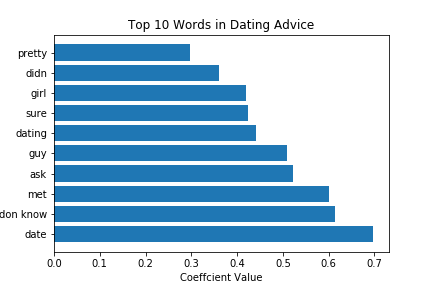 Top 10 Words in Dating Advice
pretty
didn
girl
sure
dating
guy
ask
met
don know
date
0.0 0.1 0.2 0.3 0.4 0.5 0.6 0.7
Coeffcient Value